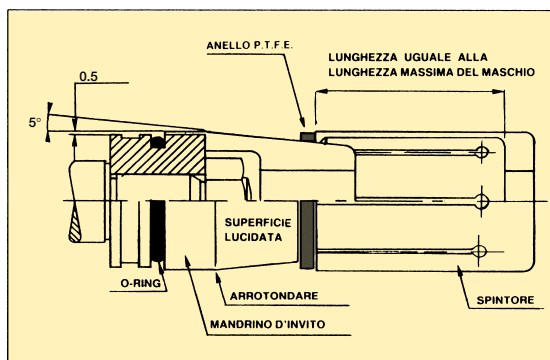 ANELLO P.T.F.E.
LUNGHEZZA UGUALE ALLA
LUNGHEZZA MASSIMA DEL MASCHIO
0.5
5°
SUPERFICIE
LUCIDATA
O-RING
ARROTONDARE
SPINTORE
MANDRINO D'INVITO